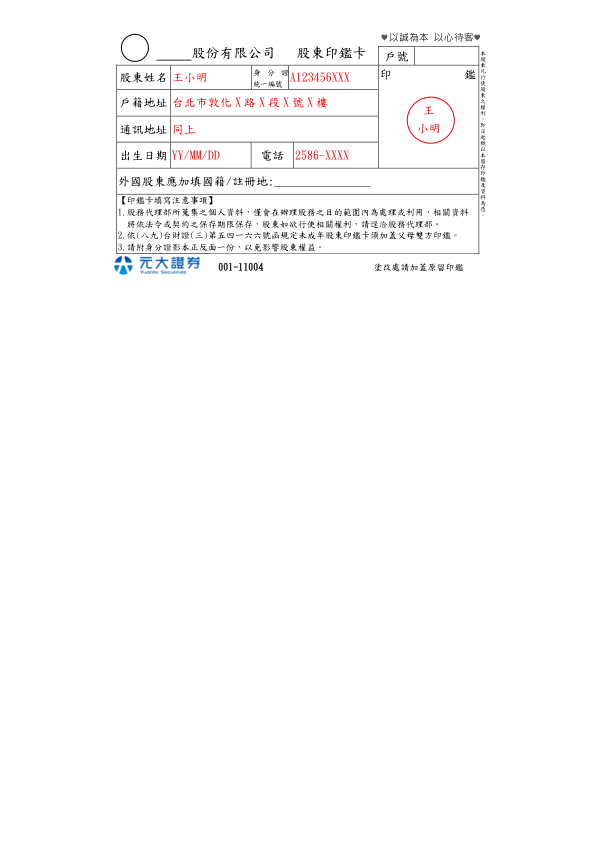 ♥以誠為本 以心待客♥
______股份有限公司 股東印鑑卡
戶號
股東姓名 王小明 身分證統一編號 A123456XXX
印鑑
戶籍地址 台北市敦化X路X段X號X樓
王
小明
通訊地址 同上
出生日期 YY/MM/DD 電話 2586-XXXX
外國股東應加填國籍/註冊地:________________
本股東凡行使股東之權利，即日起概以本留存印鑑及資料為憑。
【印鑑卡填寫注意事項】
1.股務代理部所蒐集之個人資料，僅會在辦理股務之目的範圍內為處理或利用，相關資料
將依法令或契約之保存期限保存，股東如欲行使相關權利，請逕洽股務代理部。
2.依(八九)台財證(三)第五四一六六號函規定未成年股東印鑑卡須加蓋父母雙方印鑑。
3.請附身分證影本正反面一份，以免影響股東權益。
元大證券
Yuanta Securities
001-11004
塗改處請加蓋原留印鑑